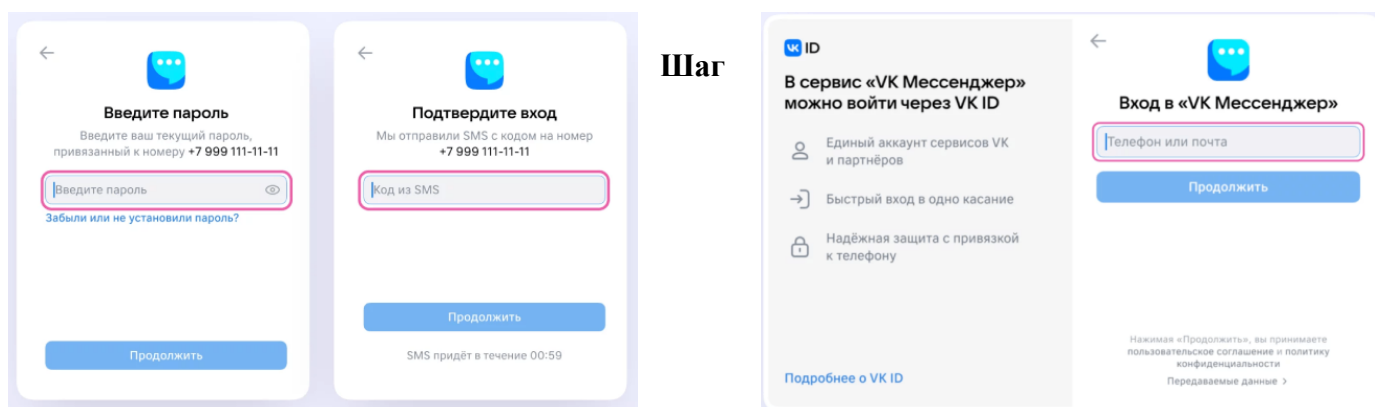 Введите пароль
Введите ваш текущий пароль,
привязанный к номеру +7 999 111-11-11
Введите пароль
Забыли или не установили пароль?
Продолжить
Подтвердите вход
Мы отправили SMS с кодом на номер
+7 999 111-11-11
Код из SMS
Продолжить
SMS придёт в течение 00:59
Шаг
VK ID
В сервис «VK Мессенджер»
можно войти через VK ID
Единый аккаунт сервисов VK
и партнёров
Быстрый вход в одно касание
Надёжная защита с привязкой
к телефону
Подробнее о VK ID
Вход в «VK Мессенджер»
Телефон или почта
Продолжить
Нажимая «Продолжить», вы принимаете
пользовательское соглашение и политику
конфиденциальности
Передаваемые данные >